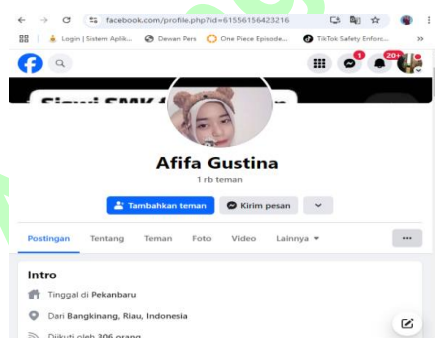 facebook.com/profile.php?id=61556156423216
Login | Sistem Aplik...
Dewan Pers
One Piece Episode...
TikTok Safety Enforc...
1
20+
Afifa Gustina
1 rb teman
Tambahkan teman
Kirim pesan
Postingan
Tentang
Teman
Foto
Video
Lainnya
Intro
Tinggal di Pekanbaru
Dari Bangkinang, Riau, Indonesia
Diikuti oleh 306 orang